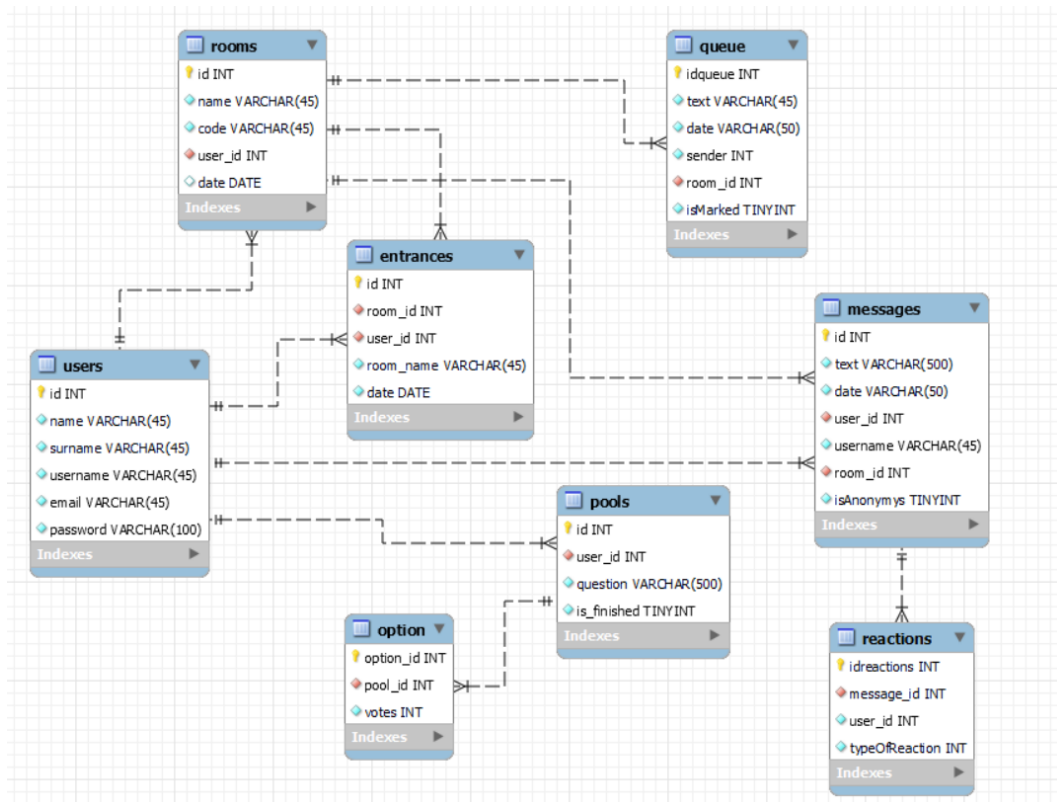 rooms
id INT
name VARCHAR(45)
code VARCHAR(45)
user_id INT
date DATE
Indexes
queue
idqueue INT
text VARCHAR(45)
date VARCHAR(50)
sender INT
room_id INT
isMarked TINYINT
Indexes
entrances
id INT
room_id INT
user_id INT
room_name VARCHAR(45)
date DATE
Indexes
messages
id INT
text VARCHAR(500)
date VARCHAR(50)
user_id INT
username VARCHAR(45)
room_id INT
isAnonymys TINYINT
Indexes
users
id INT
name VARCHAR(45)
surname VARCHAR(45)
username VARCHAR(45)
email VARCHAR(45)
password VARCHAR(100)
Indexes
pools
id INT
user_id INT
question VARCHAR(500)
is_finished TINYINT
Indexes
option
option_id INT
pool_id INT
votes INT
Indexes
reactions
idreactions INT
message_id INT
user_id INT
typeOfReaction INT
Indexes